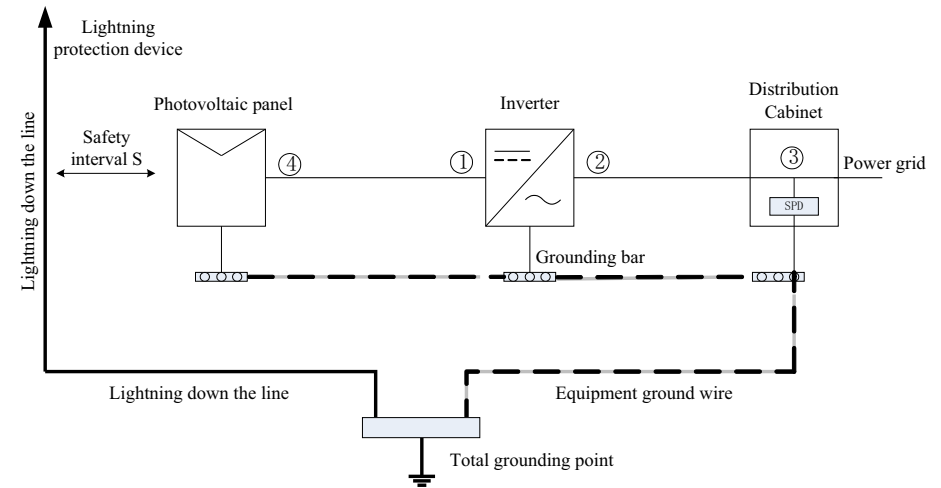 Lightning
protection device
Distribution
Cabinet
Photovoltaic panel
Inverter
Safety
interval S
Lightning down the line
④
①
②
③
Power grid
SPD
Grounding bar
Lightning down the line
Equipment ground wire
Total grounding point